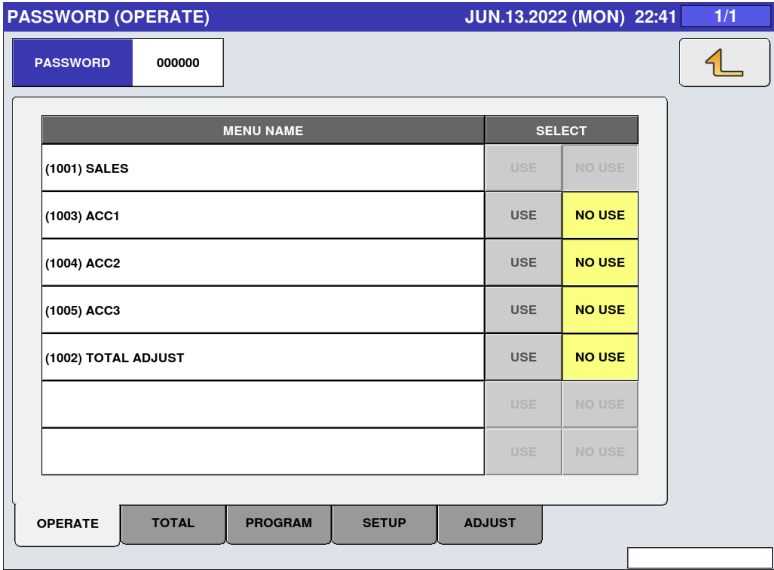 PASSWORD (OPERATE) JUN.13.2022 (MON) 22:41 1/1
PASSWORD 000000
MENU NAME SELECT
(1001) SALES USE NO USE
(1003) ACC1 USE NO USE
(1004) ACC2 USE NO USE
(1005) ACC3 USE NO USE
(1002) TOTAL ADJUST USE NO USE
USE NO USE
USE NO USE
OPERATE TOTAL PROGRAM SETUP ADJUST